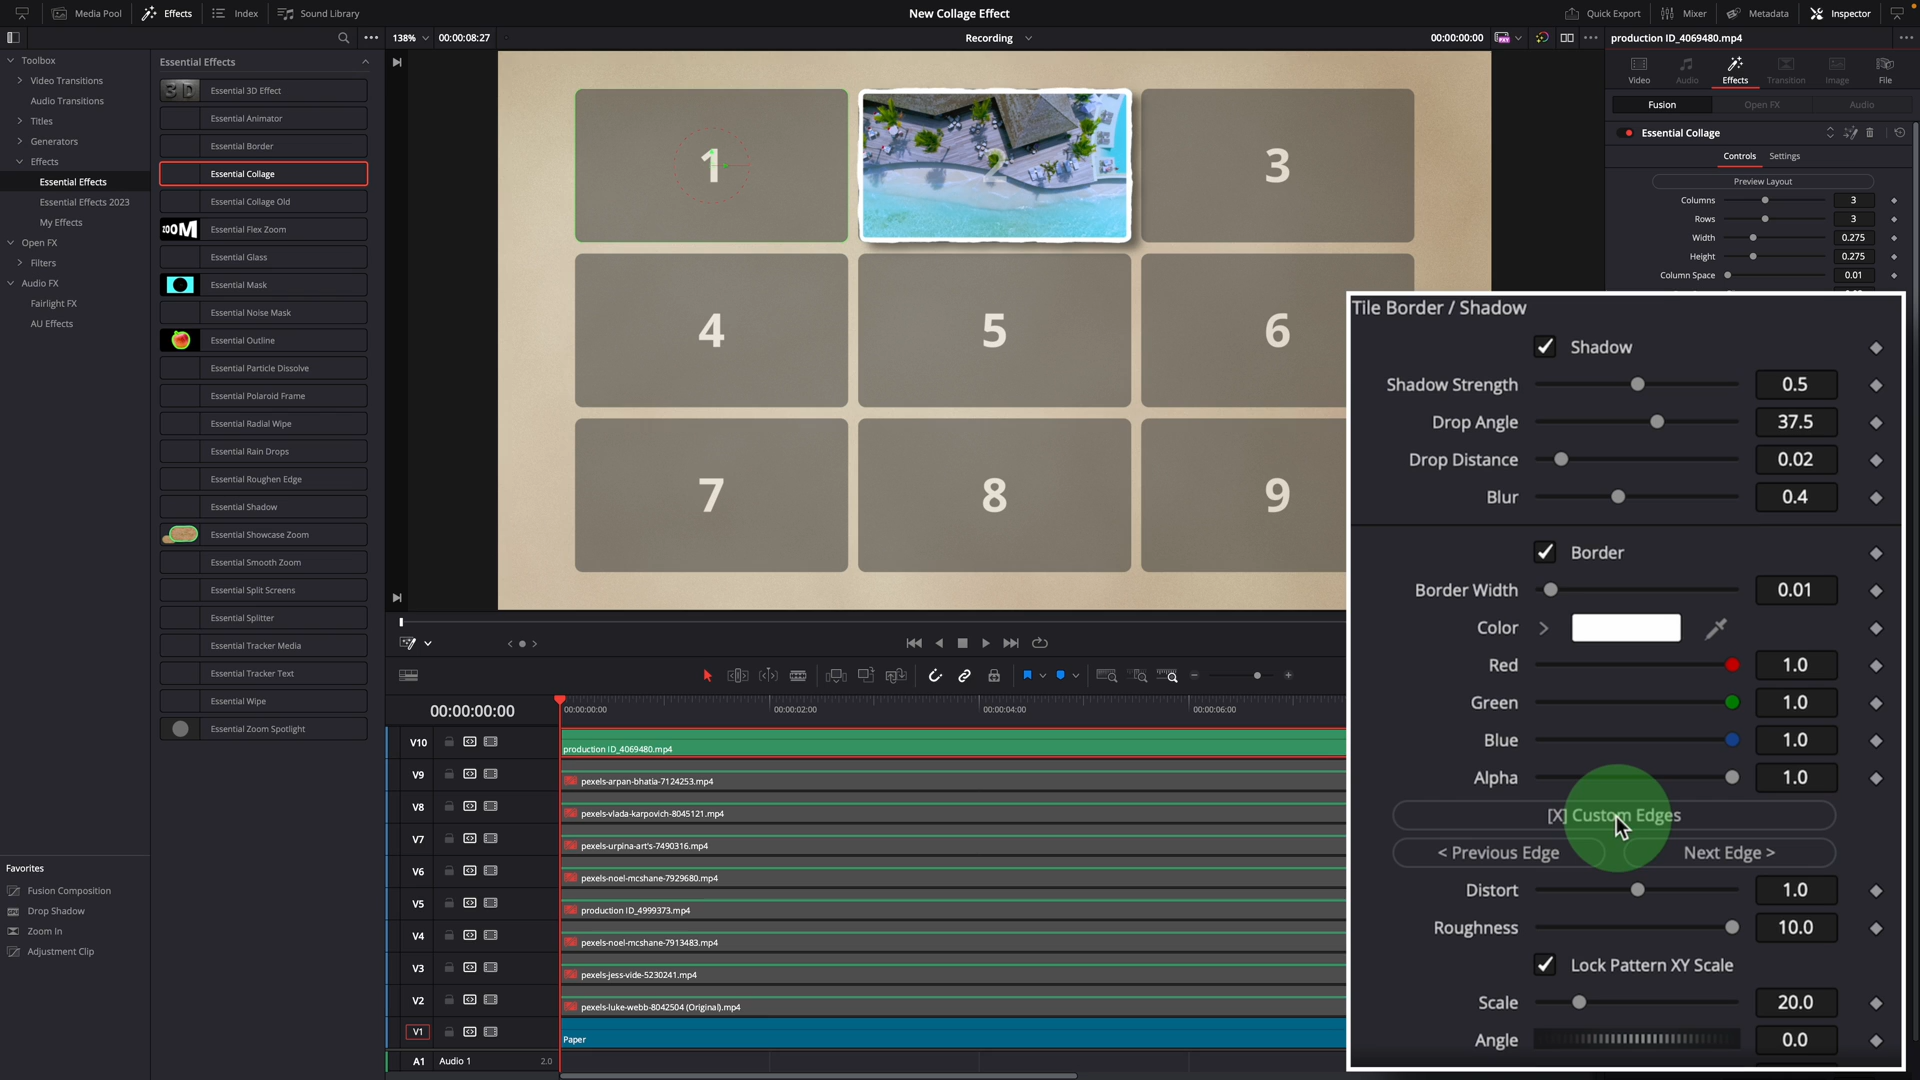 Media Pool
Effects
Index
Sound Library
New Collage Effect
Quick Export
Mixer
Metadata
Inspector
138%
00:00:08:27
Recording
00:00:00:00
production ID_4069480.mp4
Toolbox
Video Transitions
Audio Transitions
Titles
Generators
Effects
Essential Effects
Essential Effects 2023
My Effects
Open FX
Filters
Audio FX
Fairlight FX
AU Effects
Favorites
Fusion Composition
Drop Shadow
Zoom In
Adjustment Clip
Essential Effects
3D Essential 3D Effect
Essential Animator
Essential Border
Essential Collage
Essential Collage Old
Essential Flex Zoom
Essential Glass
Essential Mask
Essential Noise Mask
Essential Outline
Essential Particle Dissolve
Essential Polaroid Frame
Essential Radial Wipe
Essential Rain Drops
Essential Roughen Edge
Essential Shadow
Essential Showcase Zoom
Essential Smooth Zoom
Essential Split Screens
Essential Splitter
Essential Tracker Media
Essential Tracker Text
Essential Wipe
Essential Zoom Spotlight
1
2
3
4
5
6
7
8
9
Video
Audio
Effects
Transition
Image
File
Fusion
Open FX
Audio
Essential Collage
Controls
Settings
Preview Layout
Columns 3
Rows 3
Width 0.275
Height 0.275
Column Space 0.01
Tile Border / Shadow
Shadow
Shadow Strength 0.5
Drop Angle 37.5
Drop Distance 0.02
Blur 0.4
Border
Border Width 0.01
Color
Red 1.0
Green 1.0
Blue 1.0
Alpha 1.0
[X] Custom Edges
< Previous Edge
Next Edge >
Distort 1.0
Roughness 10.0
Lock Pattern XY Scale
Scale 20.0
Angle 0.0
00:00:00:00
00:00:00:00
00:00:02:00
00:00:04:00
00:00:06:00
V10 production ID_4069480.mp4
V9 pexels-arpan-bhatia-7124253.mp4
V8 pexels-vlada-karpovich-8045121.mp4
V7 pexels-urpina-art's-7490316.mp4
V6 pexels-noel-mcshane-7929680.mp4
V5 production ID_4999373.mp4
V4 pexels-noel-mcshane-7913483.mp4
V3 pexels-jess-vide-5230241.mp4
V2 pexels-luke-webb-8042504 (Original).mp4
V1 Paper
A1 Audio 1 2.0